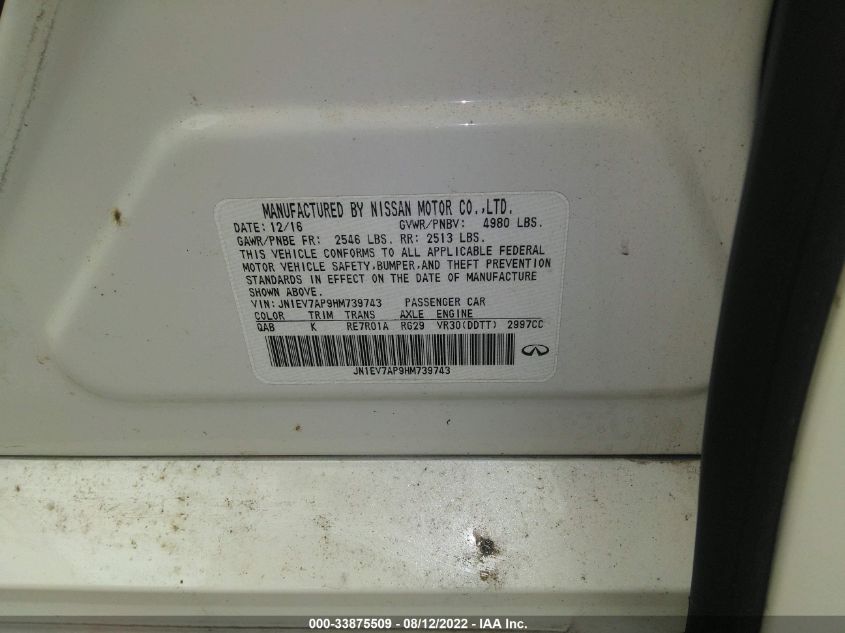 MANUFACTURED BY NISSAN MOTOR CO.,LTD.
DATE: 12/16 GVWR/PNBV: 4980 LBS.
GAWR/PNBE FR: 2546 LBS. RR: 2513 LBS.
THIS VEHICLE CONFORMS TO ALL APPLICABLE FEDERAL
MOTOR VEHICLE SAFETY,BUMPER,AND THEFT PREVENTION
STANDARDS IN EFFECT ON THE DATE OF MANUFACTURE
SHOWN ABOVE.
VIN: JN1EV7AP9HM739743 PASSENGER CAR
COLOR TRIM TRANS AXLE ENGINE
QAB K RE7R01A RG29 VR30(DDTT) 2997CC
JN1EV7AP9HM739743
000-33875509 - 08/12/2022 - IAA Inc.